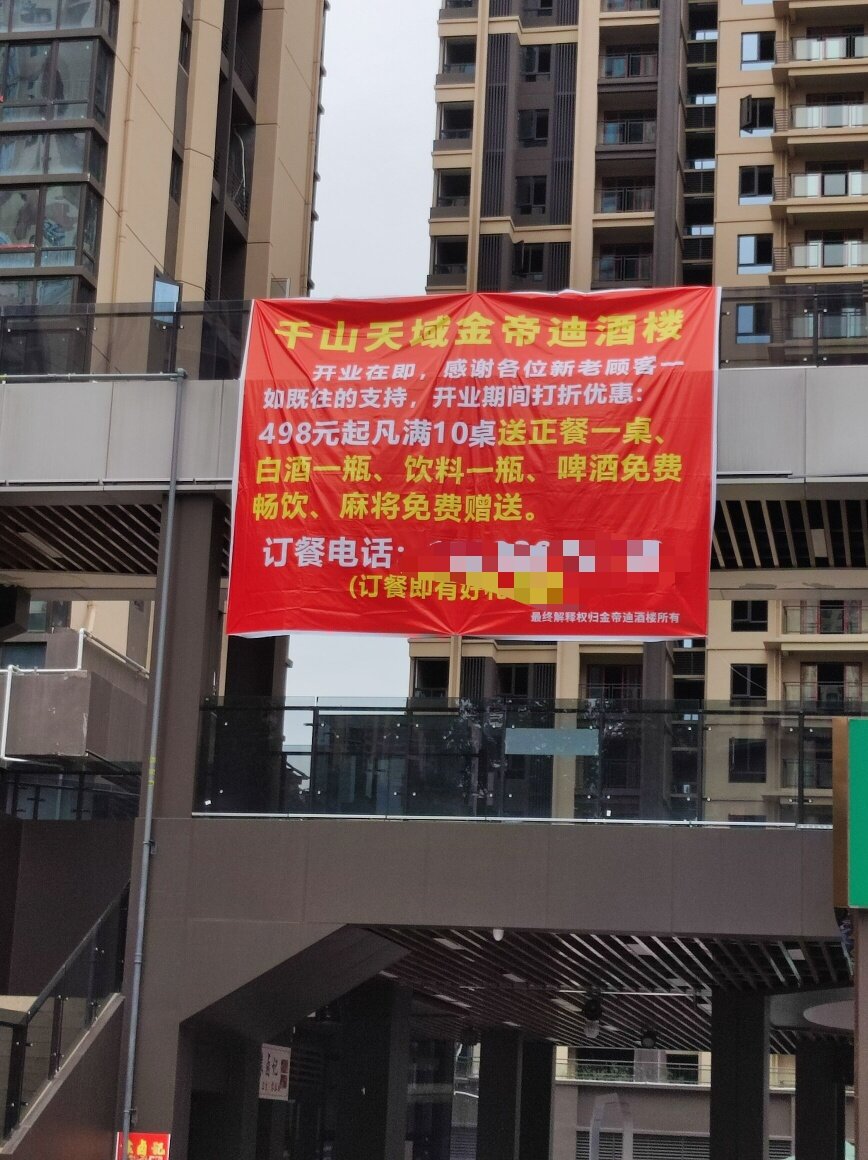 千山天域金帝迪酒楼
开业在即，感谢各位新老顾客一
如既往的支持，开业期间打折优惠：
498元起凡满10桌送正餐一桌、
白酒一瓶、饮料一瓶、啤酒免费
畅饮、麻将免费赠送。
订餐电话：
（订餐即有好礼
最终解释权归金帝迪酒楼所有
卤记